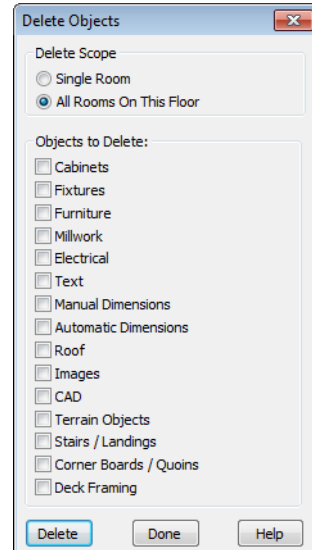 Delete Objects
Delete Scope
Single Room
All Rooms On This Floor
Objects to Delete:
Cabinets
Fixtures
Furniture
Millwork
Electrical
Text
Manual Dimensions
Automatic Dimensions
Roof
Images
CAD
Terrain Objects
Stairs / Landings
Corner Boards / Quoins
Deck Framing
Delete Done Help